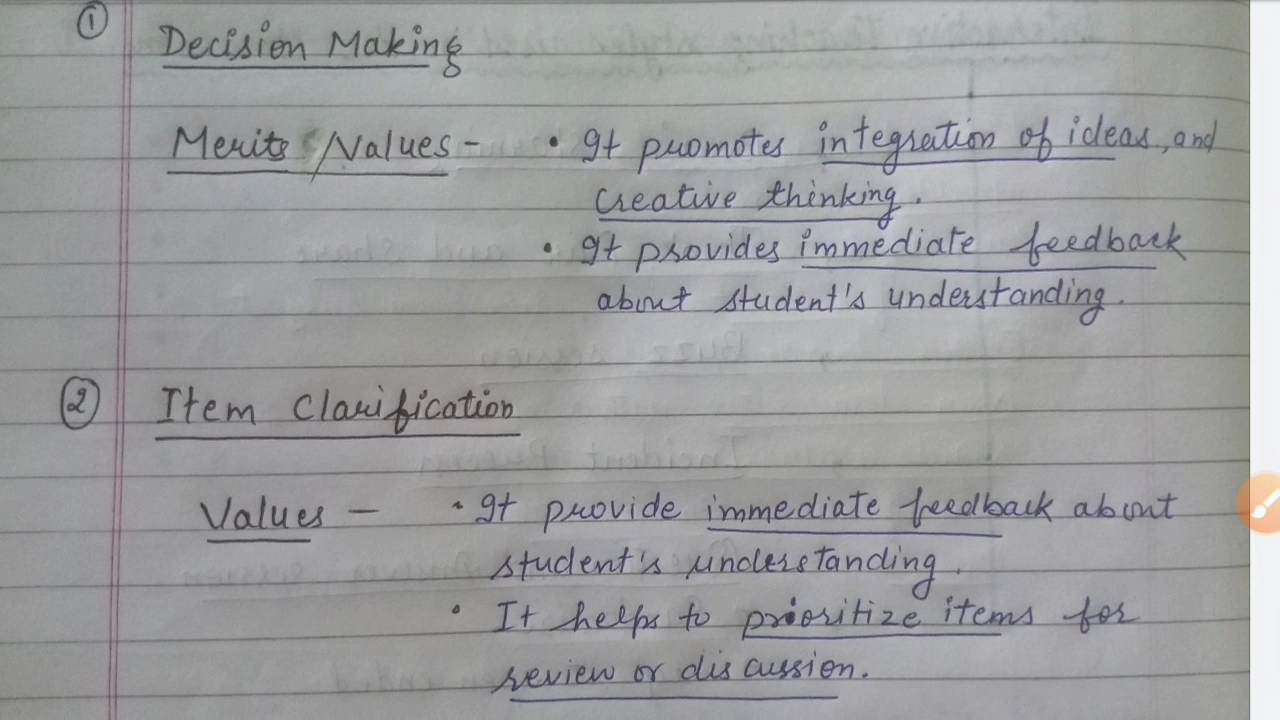 ① Decision Making
Merits /Values - • It promotes integration of ideas, and
creative thinking.
• It provides immediate feedback
about student's understanding.
② Item Clarification
Values - • It provide immediate feedback about
student's understanding.
• It helps to prioritize items for
review or discussion.